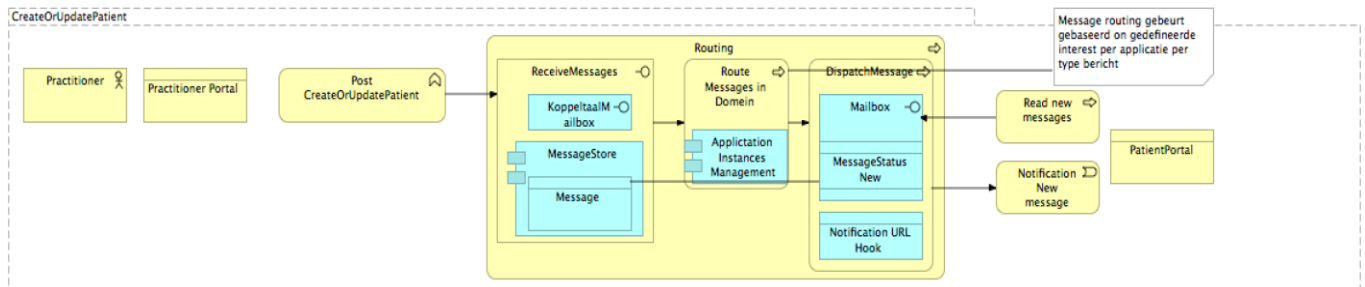 CreateOrUpdatePatient
Message routing gebeurt
gebaseerd on gedefineerde
interest per applicatie per
type bericht
Practitioner
Practitioner Portal
Post
CreateOrUpdatePatient
Routing
ReceiveMessages
KoppeltaalM
ailbox
MessageStore
Message
Route
Messages in
Domein
Applictation
Instances
Management
DispatchMessage
Mailbox
MessageStatus
New
Notification URL
Hook
Read new
messages
Notification
New
message
PatientPortal